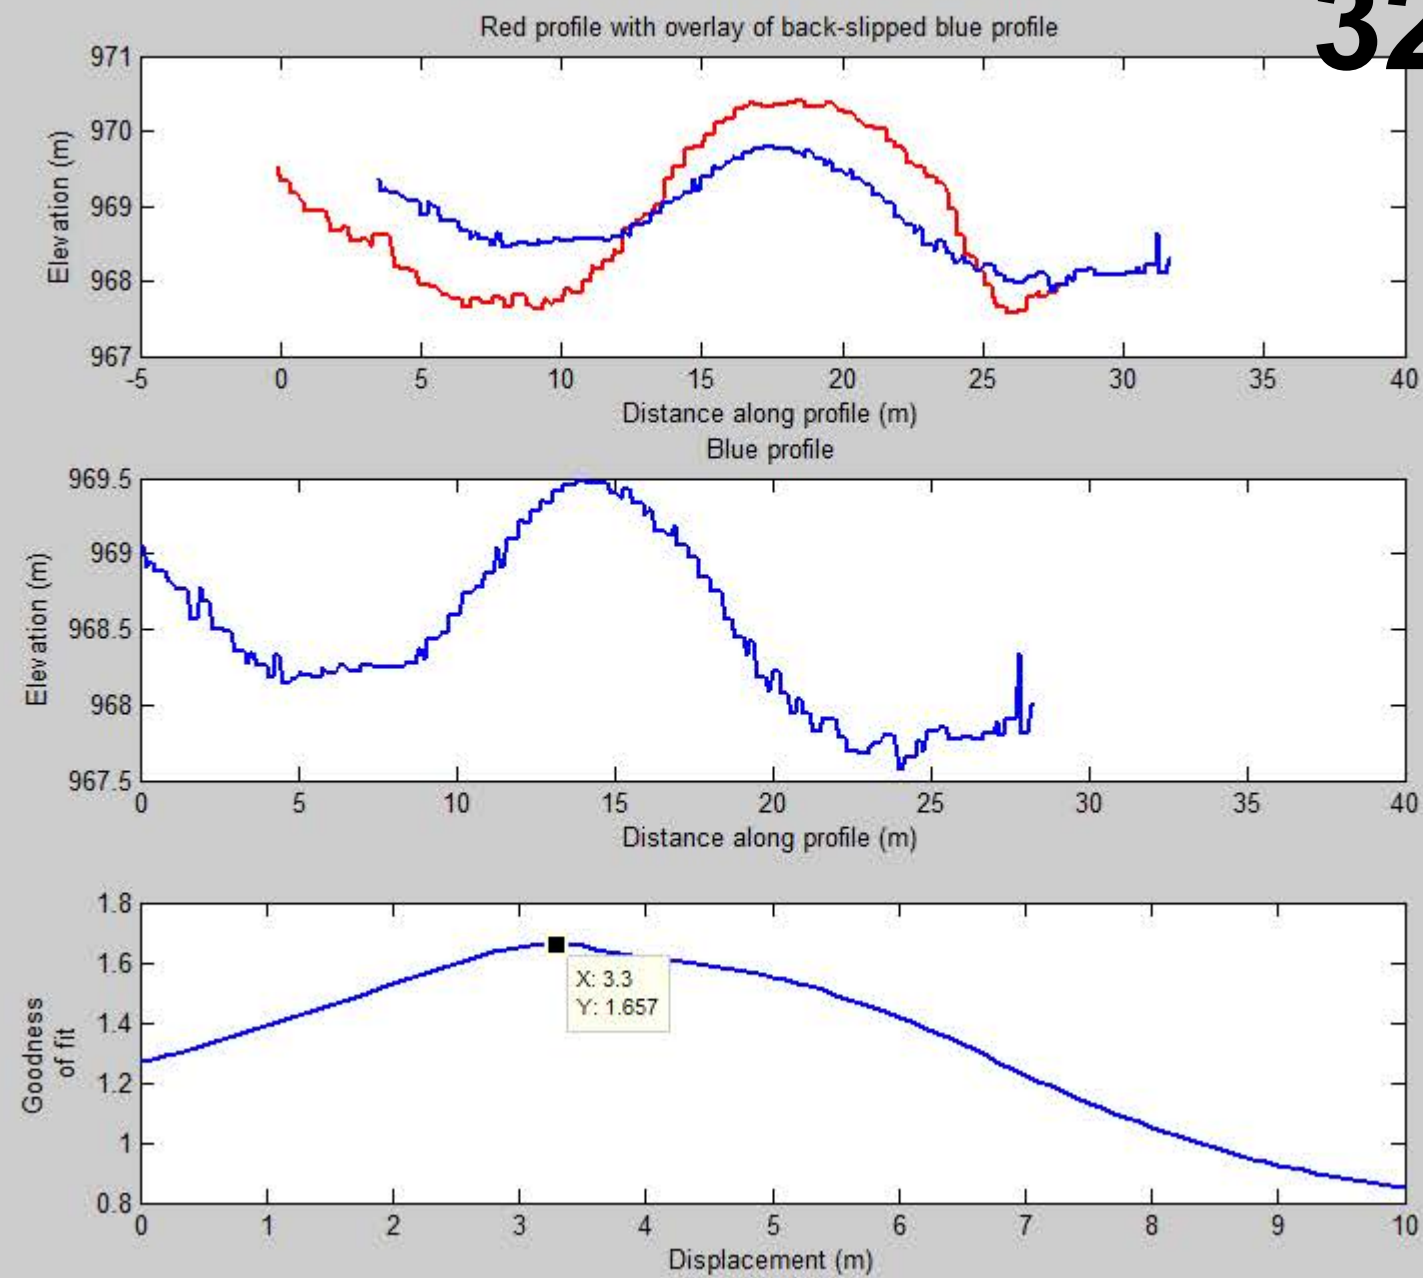 32
Red profile with overlay of back-slipped blue profile
971
970
969
968
967
Elevation (m)
-5 0 5 10 15 20 25 30 35 40
Distance along profile (m)
Blue profile
969.5
969
968.5
968
967.5
Elevation (m)
0 5 10 15 20 25 30 35 40
Distance along profile (m)
1.8
1.6
1.4
1.2
1
0.8
Goodness
of fit
X: 3.3
Y: 1.657
0 1 2 3 4 5 6 7 8 9 10
Displacement (m)